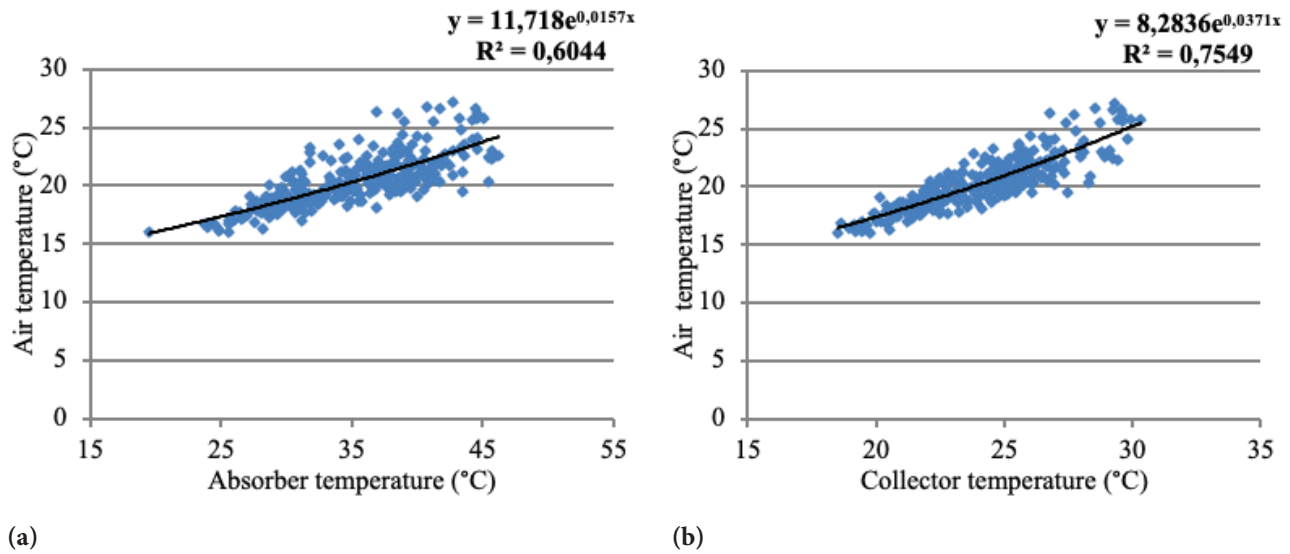 y = 11,718e^0,0157x
R² = 0,6044
30
25
20
15
10
5
0
Air temperature (°C)
15 25 35 45 55
Absorber temperature (°C)
(a)
y = 8,2836e^0,0371x
R² = 0,7549
30
25
20
15
10
5
0
Air temperature (°C)
15 20 25 30 35
Collector temperature (°C)
(b)